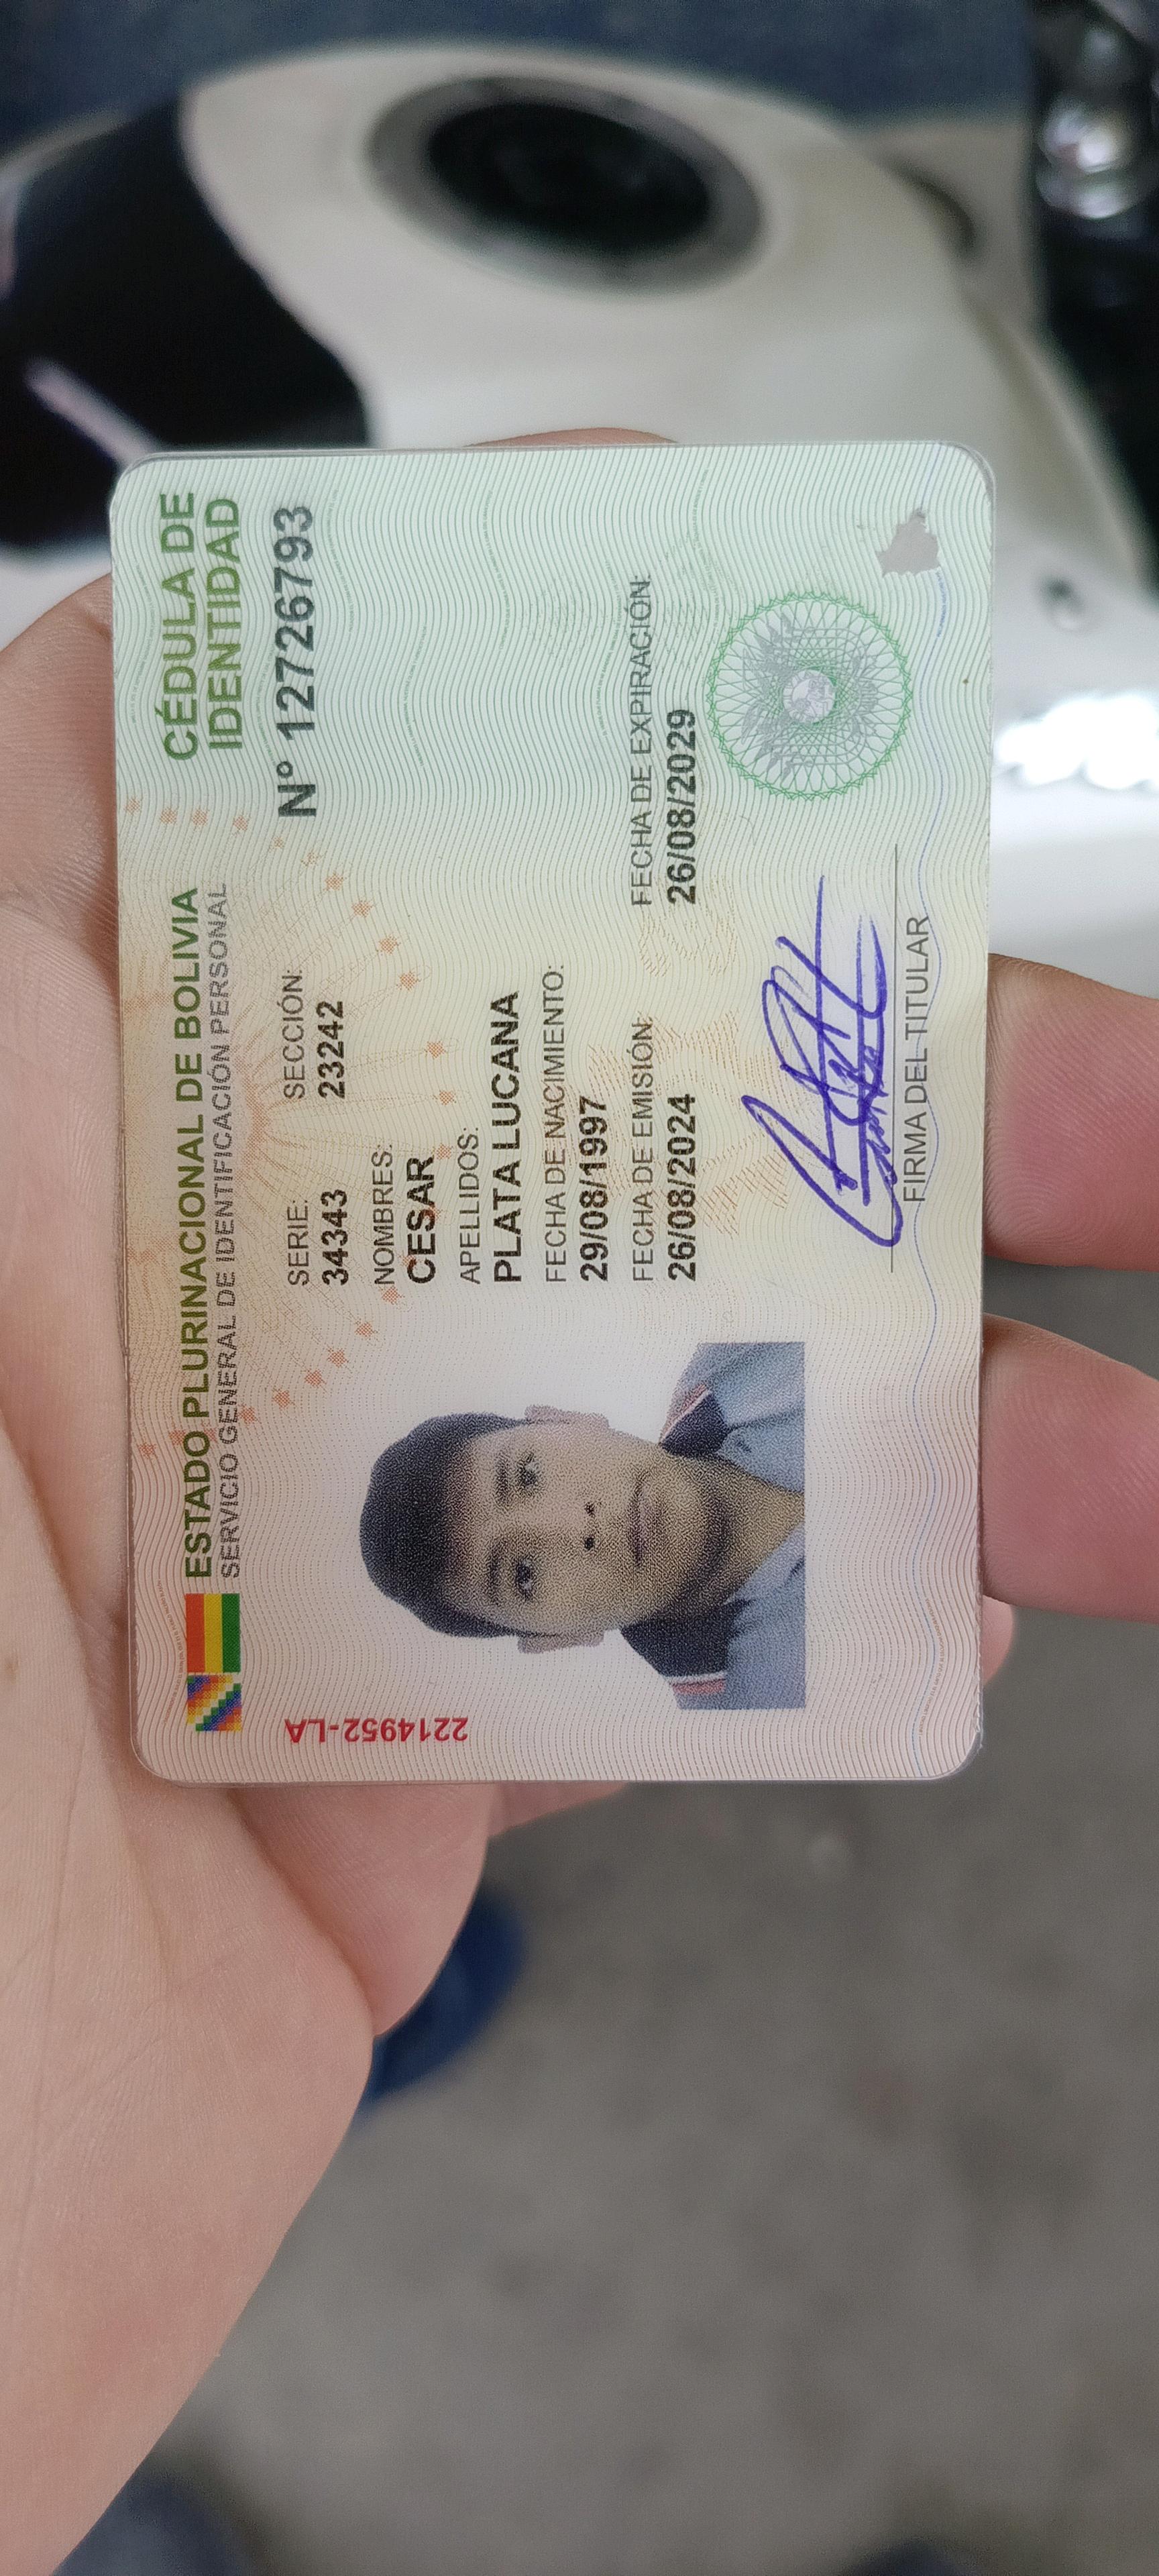 ESTADO PLURINACIONAL DE BOLIVIA
SERVICIO GENERAL DE IDENTIFICACIÓN PERSONAL
CÉDULA DE
IDENTIDAD
Nº 12726793
SERIE: SECCIÓN:
34343 23242
NOMBRES:
CESAR
APELLIDOS:
PLATA LUCANA
FECHA DE NACIMIENTO:
29/08/1997
FECHA DE EMISIÓN: FECHA DE EXPIRACIÓN:
26/08/2024 26/08/2029
FIRMA DEL TITULAR
2214952-LA